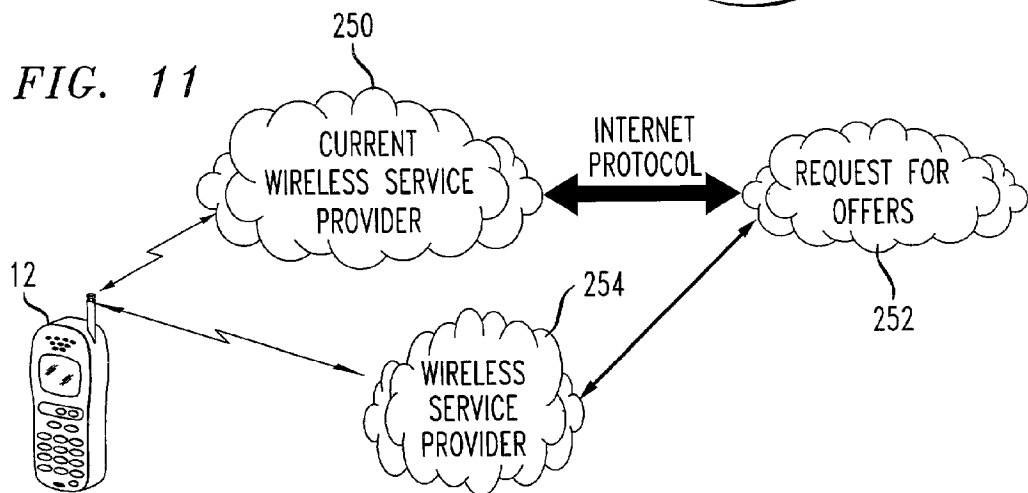 250
FIG. 11
CURRENT
WIRELESS SERVICE
PROVIDER
INTERNET
PROTOCOL
REQUEST FOR
OFFERS
12
254
252
WIRELESS
SERVICE
PROVIDER